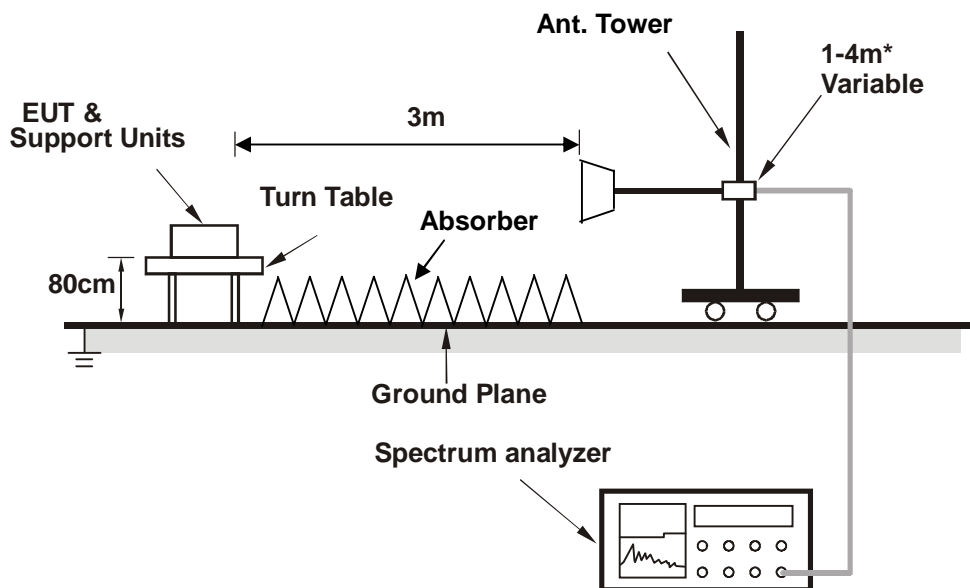 Ant. Tower
1-4m*
Variable
EUT &
Support Units
3m
Turn Table
Absorber
80cm
Ground Plane
Spectrum analyzer